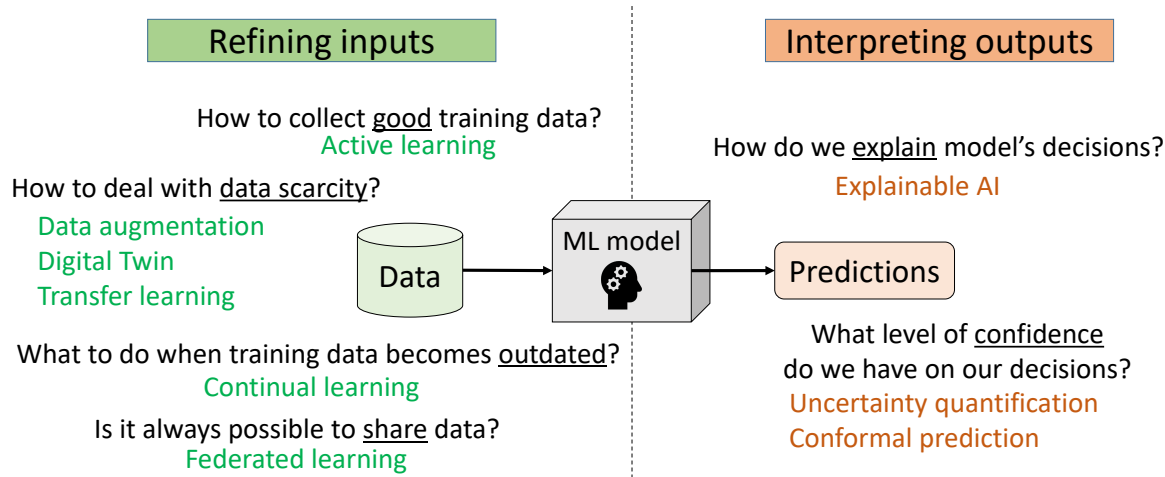 Refining inputs
How to collect good training data?
Active learning
How to deal with data scarcity?
Data augmentation
Digital Twin
Transfer learning
Data
ML model
What to do when training data becomes outdated?
Continual learning
Is it always possible to share data?
Federated learning
Interpreting outputs
How do we explain model’s decisions?
Explainable AI
Predictions
What level of confidence
do we have on our decisions?
Uncertainty quantification
Conformal prediction